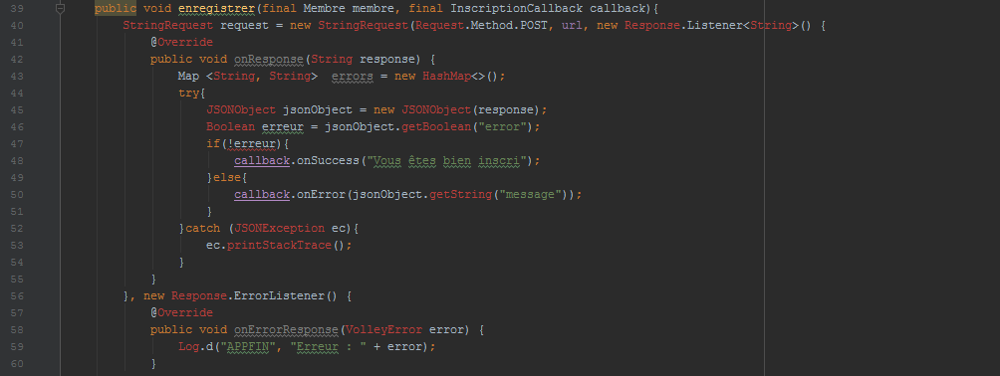 39 public void enregistrer(final Membre membre, final InscriptionCallback callback){
40 StringRequest request = new StringRequest(Request.Method.POST, url, new Response.Listener<String>() {
41 @Override
42 public void onResponse(String response) {
43 Map <String, String> errors = new HashMap<>();
44 try{
45 JSONObject jsonObject = new JSONObject(response);
46 Boolean erreur = jsonObject.getBoolean("error");
47 if(!erreur){
48 callback.onSuccess("Vous êtes bien inscri");
49 }else{
50 callback.onError(jsonObject.getString("message"));
51 }
52 }catch (JSONException ec){
53 ec.printStackTrace();
54 }
55 }
56 }, new Response.ErrorListener() {
57 @Override
58 public void onErrorResponse(VolleyError error) {
59 Log.d("APPFIN", "Erreur : " + error);
60 }